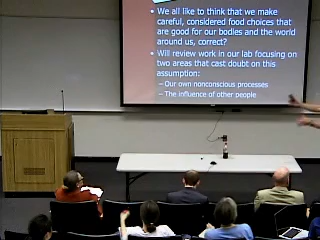 • We all like to think that we make
careful, considered food choices that
are good for our bodies and the world
around us, correct?
• Will review work in our lab focusing on
two areas that cast doubt on this
assumption:
– Our own nonconscious processes
– The influence of other people